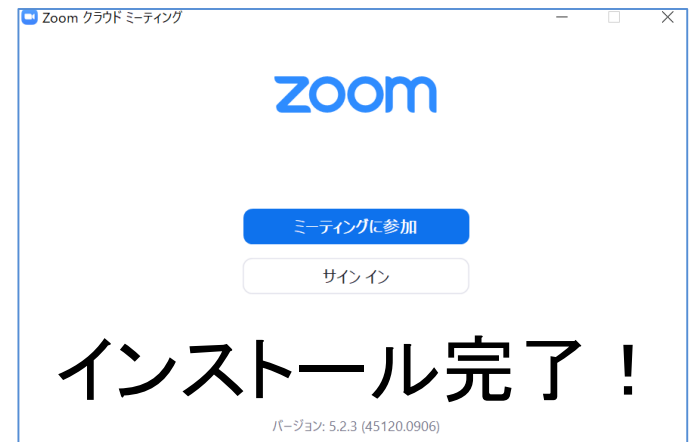 Zoom クラウド ミーティング
zoom
ミーティングに参加
サイン イン
インストール完了！
バージョン: 5.2.3 (45120.0906)